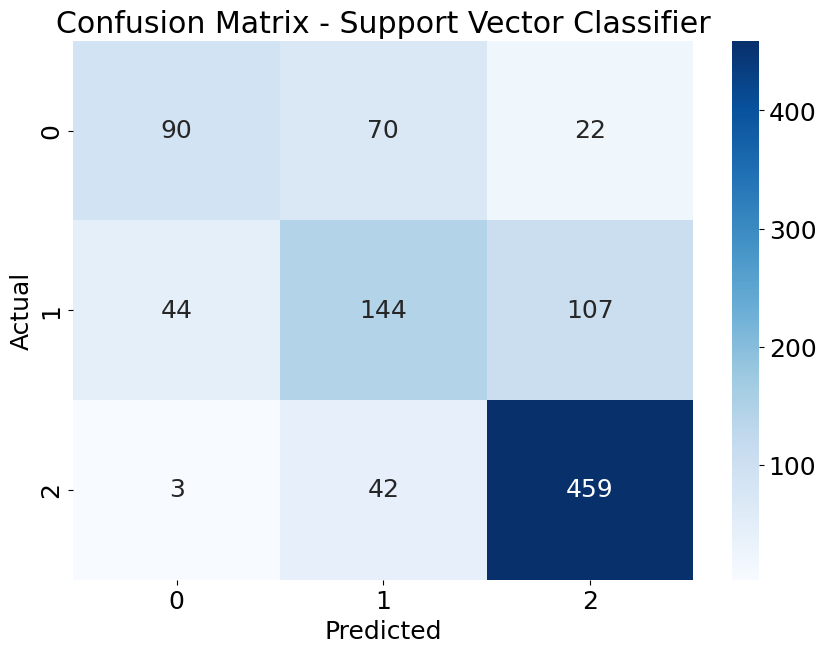 Confusion Matrix - Support Vector Classifier
0 90 70 22
1 44 144 107
2 3 42 459
0 1 2
Actual
Predicted
400
300
200
100